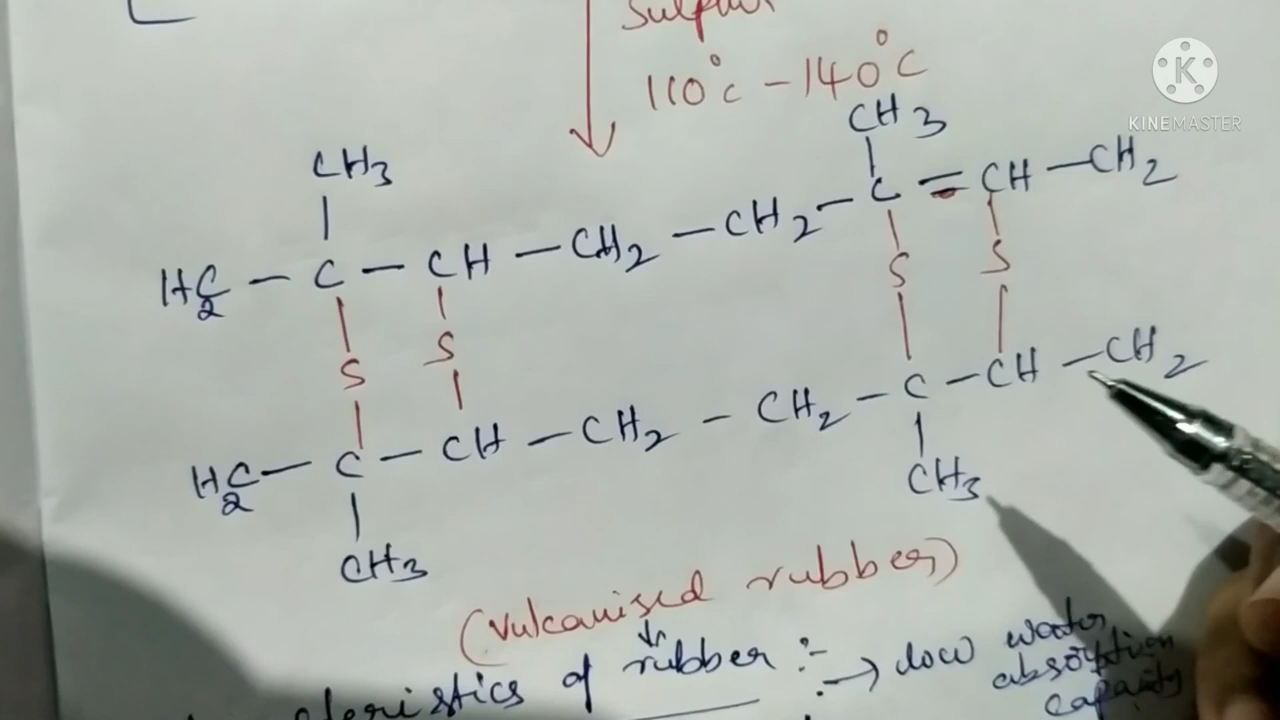 Sulphur
110°C - 140°C
K
KINEMASTER
CH3 CH3
H2C - C - CH - CH2 - CH2 - C = CH - CH2
S S S S
H2C - C - CH - CH2 - CH2 - C - CH - CH2
CH3 CH3
(vulcanised rubber)
of rubber :- → low water
absorption
capacity